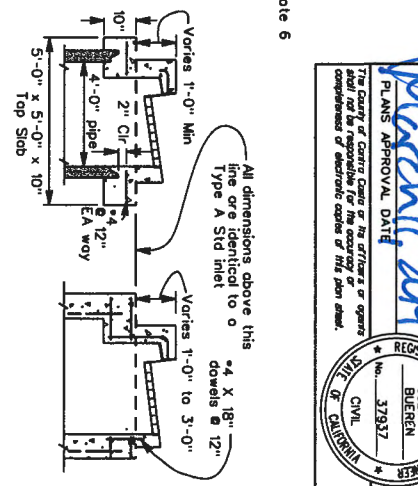 ote 6
PLANS APPROVAL DATE
The County of Contra Costa or its officers or agents
shall not be responsible for the accuracy or
completeness of electronic copies of this plan sheet.
BUEREN
No. 37937
CIVIL
STATE OF CALIFORNIA
REGIS
NEER
Varies 1'-0" Min
10"
2" Clr
4'-0" pipe
#4
@ 12"
EA way
5'-0" x 5'-0" x 10"
Top Slab
All dimensions above this
line are identical to a
Type A Std inlet
Varies 1'-0" to 3'-0"
#4 X 18"
dowels @ 12"